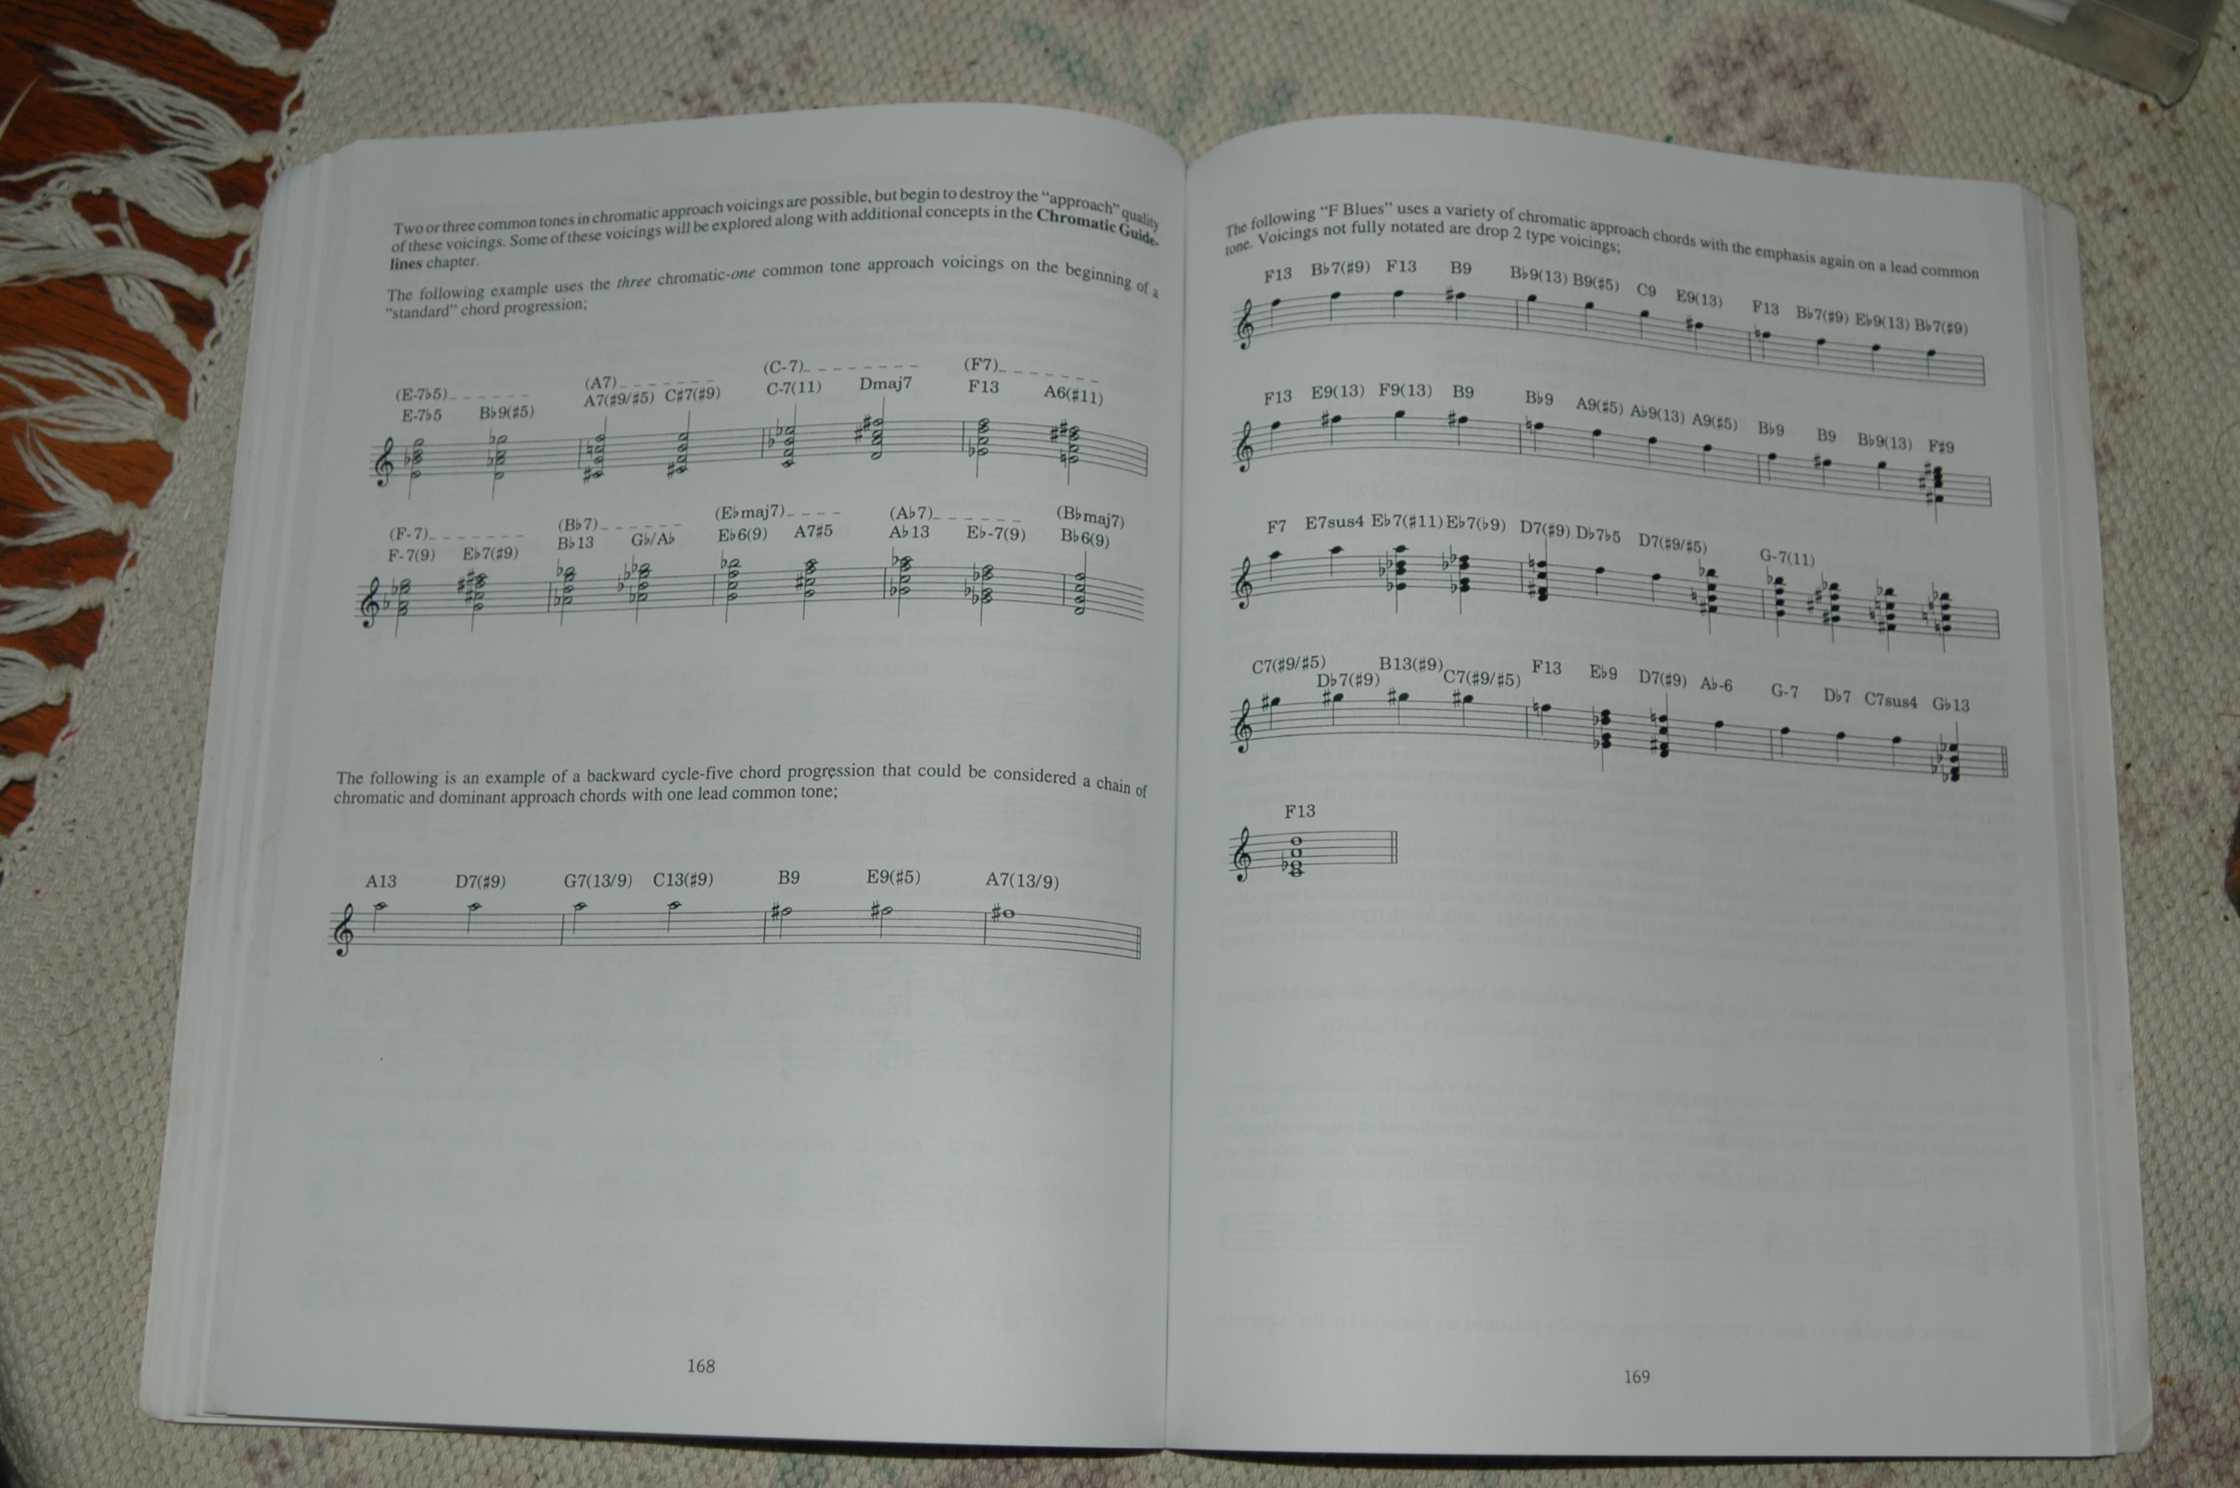 Two or three common tones in chromatic approach voicings are possible, but begin to destroy the “approach” quality
of these voicings. Some of these voicings will be explored along with additional concepts in the Chromatic Guide-
lines chapter.
The following example uses the three chromatic-one common tone approach voicings on the beginning of a
“standard” chord progression;
(E-7♭5) (A7) (C-7) (F7)
E-7♭5 B♭9(♯5) A7(♯9/♯5) C♯7(♯9) C-7(11) Dmaj7 F13 A6(♯11)
(F-7) (B♭7) (E♭maj7) (A♭7) (B♭maj7)
F-7(9) E♭7(♯9) B♭13 G♭/A♭ E♭6(9) A7♯5 A♭13 E♭-7(9) B♭6(9)
The following is an example of a backward cycle-five chord progression that could be considered a chain of
chromatic and dominant approach chords with one lead common tone;
A13 D7(♯9) G7(13/9) C13(♯9) B9 E9(♯5) A7(13/9)
168
The following “F Blues” uses a variety of chromatic approach chords with the emphasis again on a lead common
tone. Voicings not fully notated are drop 2 type voicings;
F13 B♭7(♯9) F13 B9 B♭9(13) B9(♯5) C9 E9(13) F13 B♭7(♯9) E♭9(13) B♭7(♯9)
F13 E9(13) F9(13) B9 B♭9 A9(♯5) A♭9(13) A9(♯5) B♭9 B9 B♭9(13) F♯9
F7 E7sus4 E♭7(♯11) E♭7(♭9) D7(♯9) D♭7♭5 D7(♯9/♯5) G-7(11)
C7(♯9/♯5) D♭7(♯9) B13(♯9) C7(♯9/♯5) F13 E♭9 D7(♯9) A♭-6 G-7 D♭7 C7sus4 G♭13
F13
169